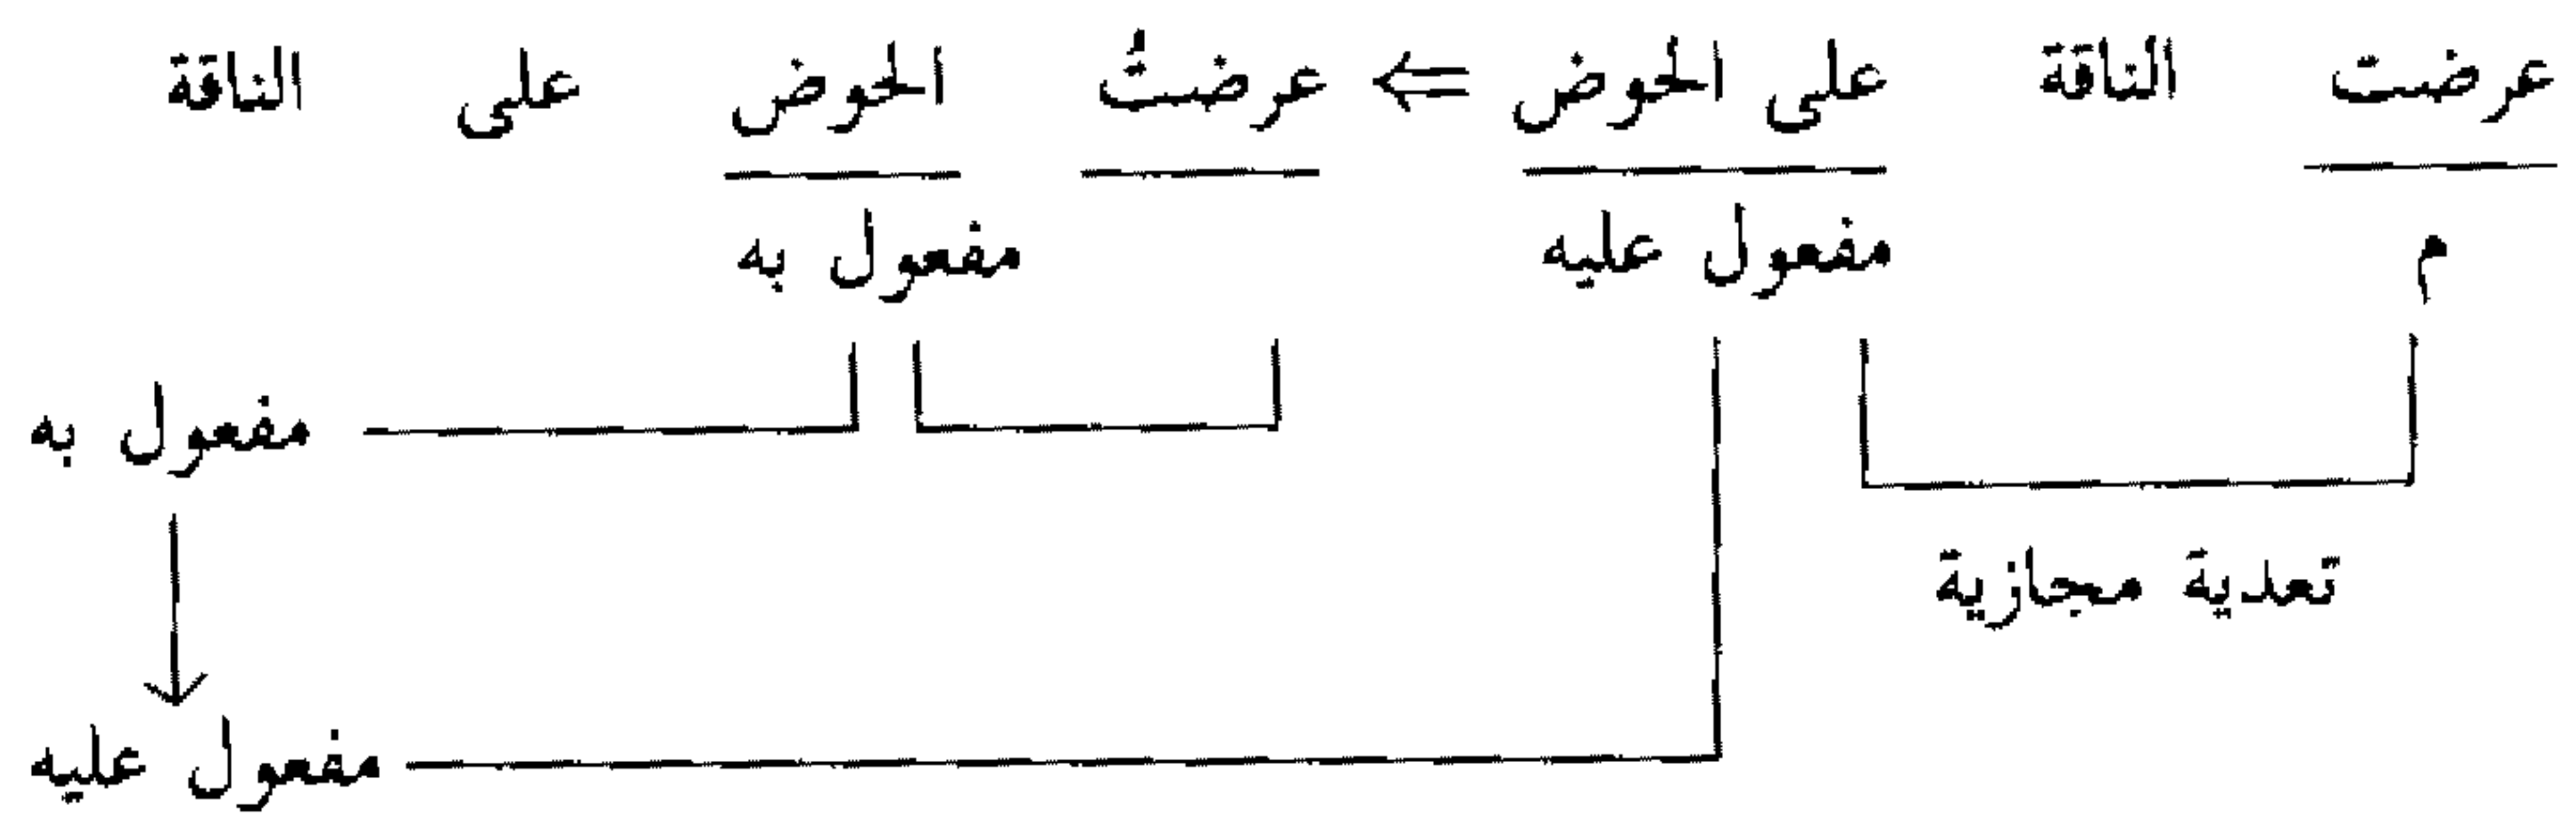 عرضت الناقة على الحوض ⇐ عرضتُ الحوض على الناقة
م مفعول عليه مفعول به
مفعول به
تعدية مجازية
مفعول عليه